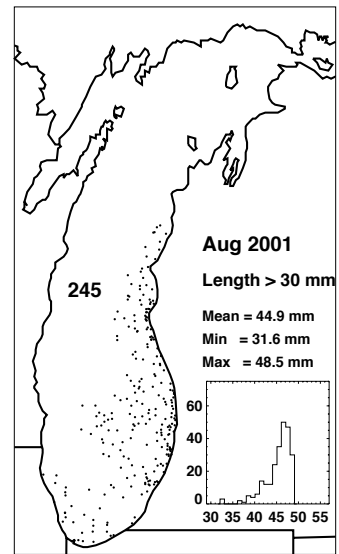 Aug 2001
Length > 30 mm
245
Mean = 44.9 mm
Min = 31.6 mm
Max = 48.5 mm
60
40
20
0
30 35 40 45 50 55